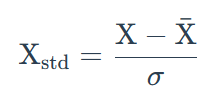 X_std = (X − X̄) / σ